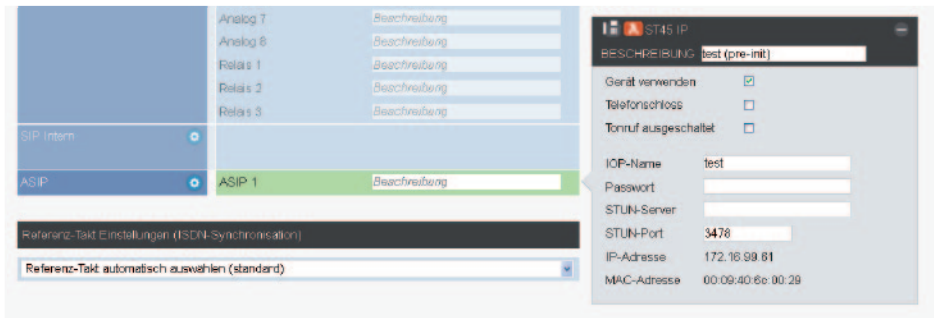 Analog 7 Beschreibung
Analog 8 Beschreibung
Relais 1 Beschreibung
Relais 2 Beschreibung
Relais 3 Beschreibung
SIP Intern
ASIP ASIP 1 Beschreibung
Referenz-Takt Einstellungen (ISDN-Synchronisation)
Referenz-Takt automatisch auswählen (standard)
ST45 IP
BESCHREIBUNG test (pre-init)
Gerät verwenden
Telefonschloss
Tonruf ausgeschaltet
IOP-Name test
Passwort
STUN-Server
STUN-Port 3478
IP-Adresse 172.16.99.61
MAC-Adresse 00:09:40:6c:00:29